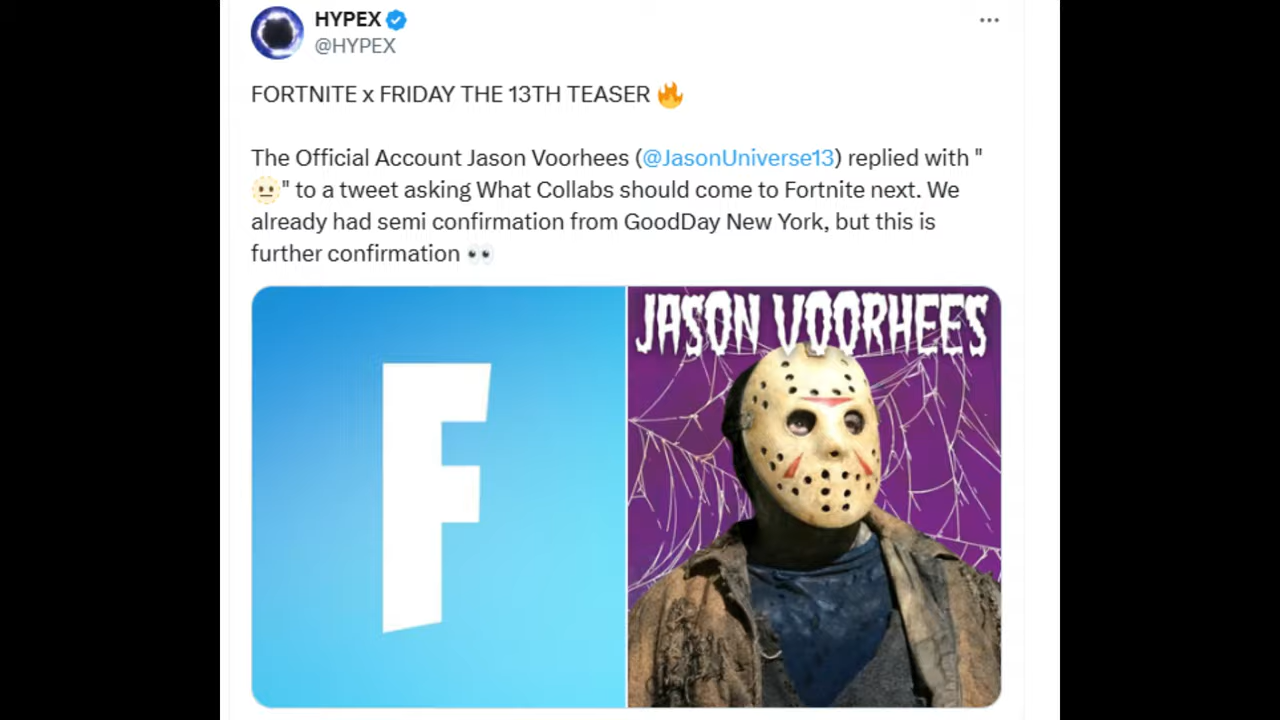 HYPEX
@HYPEX
FORTNITE x FRIDAY THE 13TH TEASER 🔥
The Official Account Jason Voorhees (@JasonUniverse13) replied with "
🫥" to a tweet asking What Collabs should come to Fortnite next. We
already had semi confirmation from GoodDay New York, but this is
further confirmation 👀
JASON VOORHEES
F